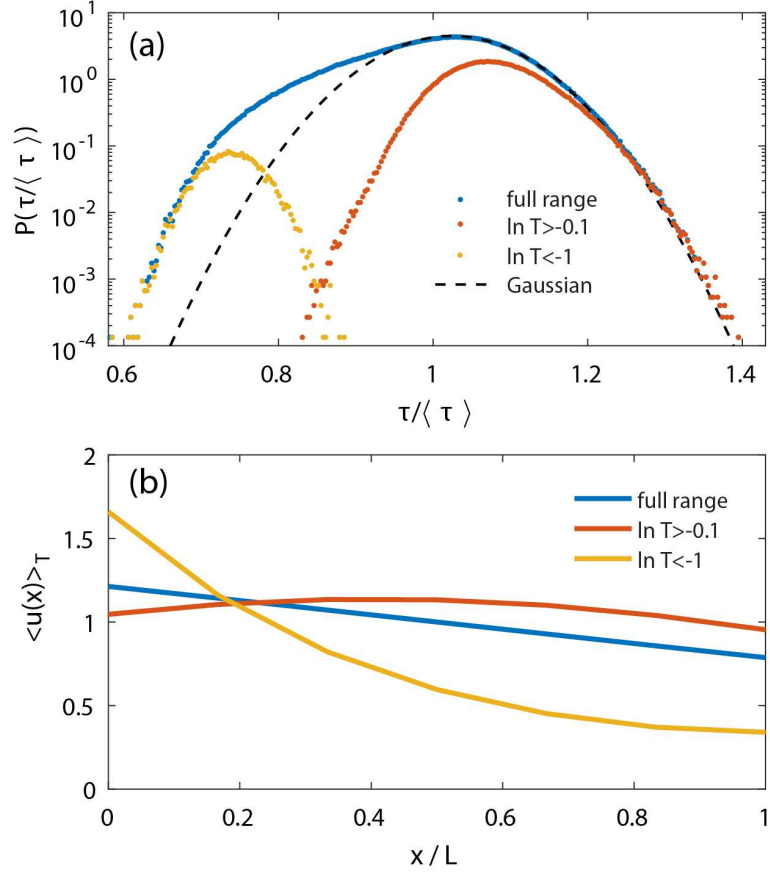 (a)
10^1
10^0
10^-1
10^-2
10^-3
10^-4
P(τ/⟨ τ ⟩)
full range
ln T>-0.1
ln T<-1
Gaussian
0.6 0.8 1 1.2 1.4
τ/⟨ τ ⟩
(b)
2
1.5
1
0.5
0
<u(x)>_T
full range
ln T>-0.1
ln T<-1
0 0.2 0.4 0.6 0.8 1
x / L